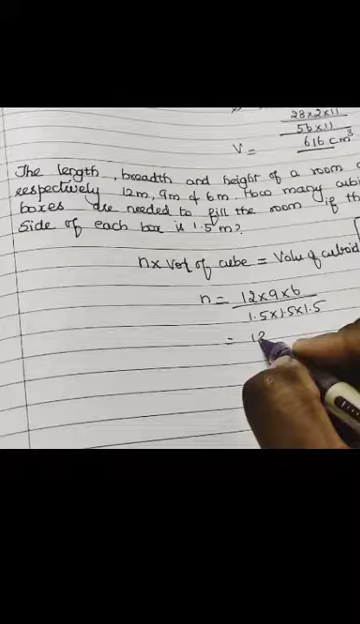 28×2×11
56×11
V = 616 cm³
The length, breadth and height of a room
respectively 12m, 9m & 6m. How many cubi
boxes are needed to fill the room if th
side of each box is 1.5 m?
n× Vol of cube = Value of cuboid
n = 12×9×6
1.5×1.5×1.5
=